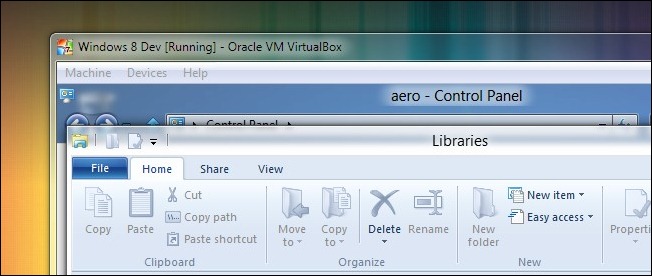 Windows 8 Dev [Running] - Oracle VM VirtualBox
Machine Devices Help
aero - Control Panel
Control Panel
Libraries
File Home Share View
Copy
Paste
Cut
Copy path
Paste shortcut
Move to
Copy to
Delete
Rename
New folder
New item
Easy access
Clipboard
Organize
New